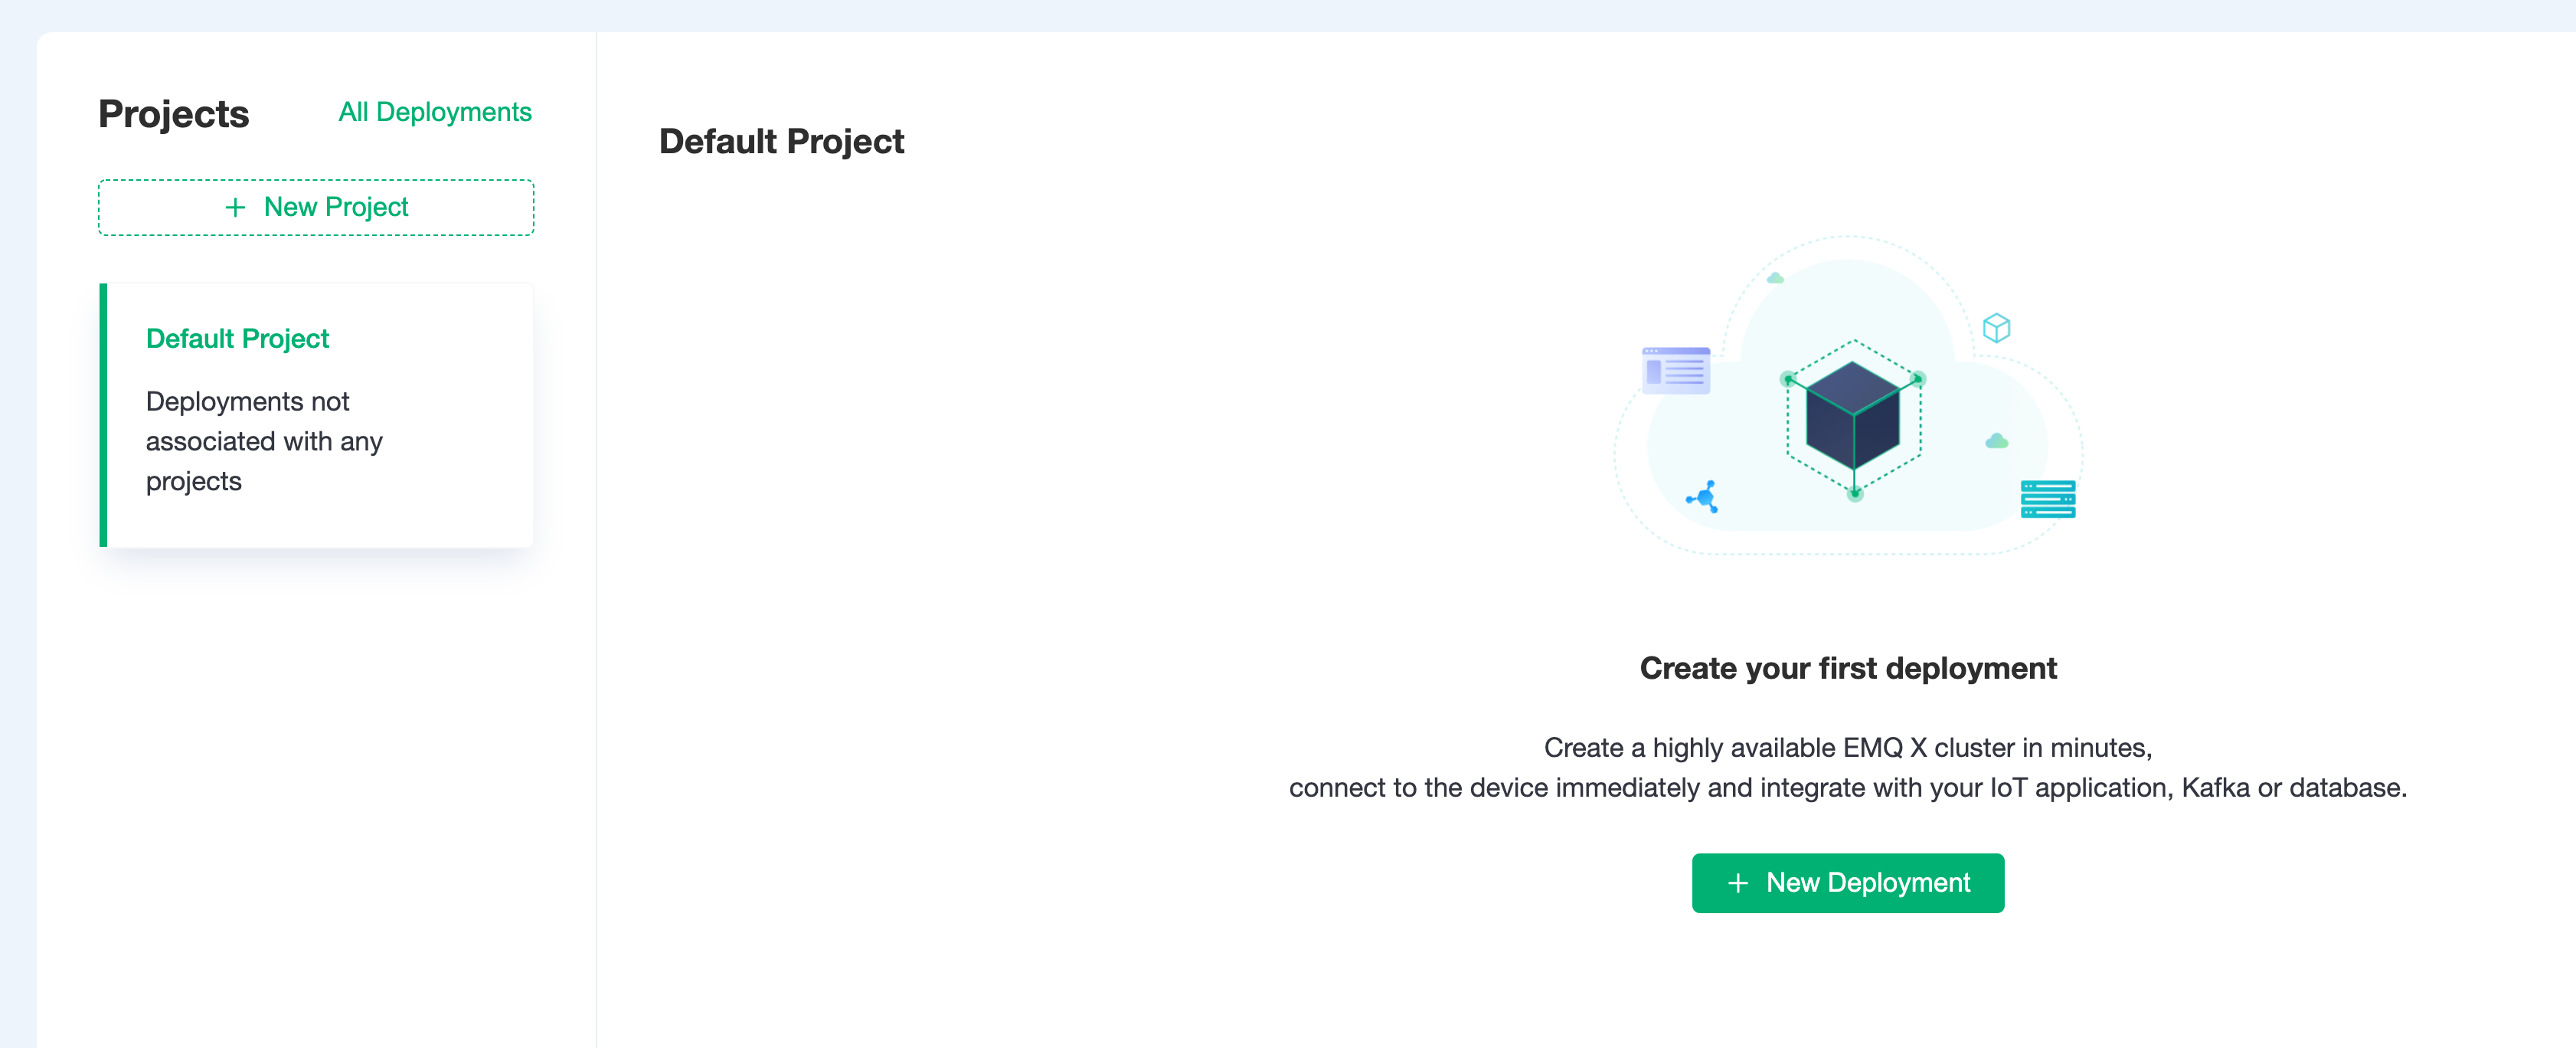 Projects
All Deployments
+ New Project
Default Project
Deployments not
associated with any
projects
Default Project
Create your first deployment
Create a highly available EMQ X cluster in minutes,
connect to the device immediately and integrate with your IoT application, Kafka or database.
+ New Deployment